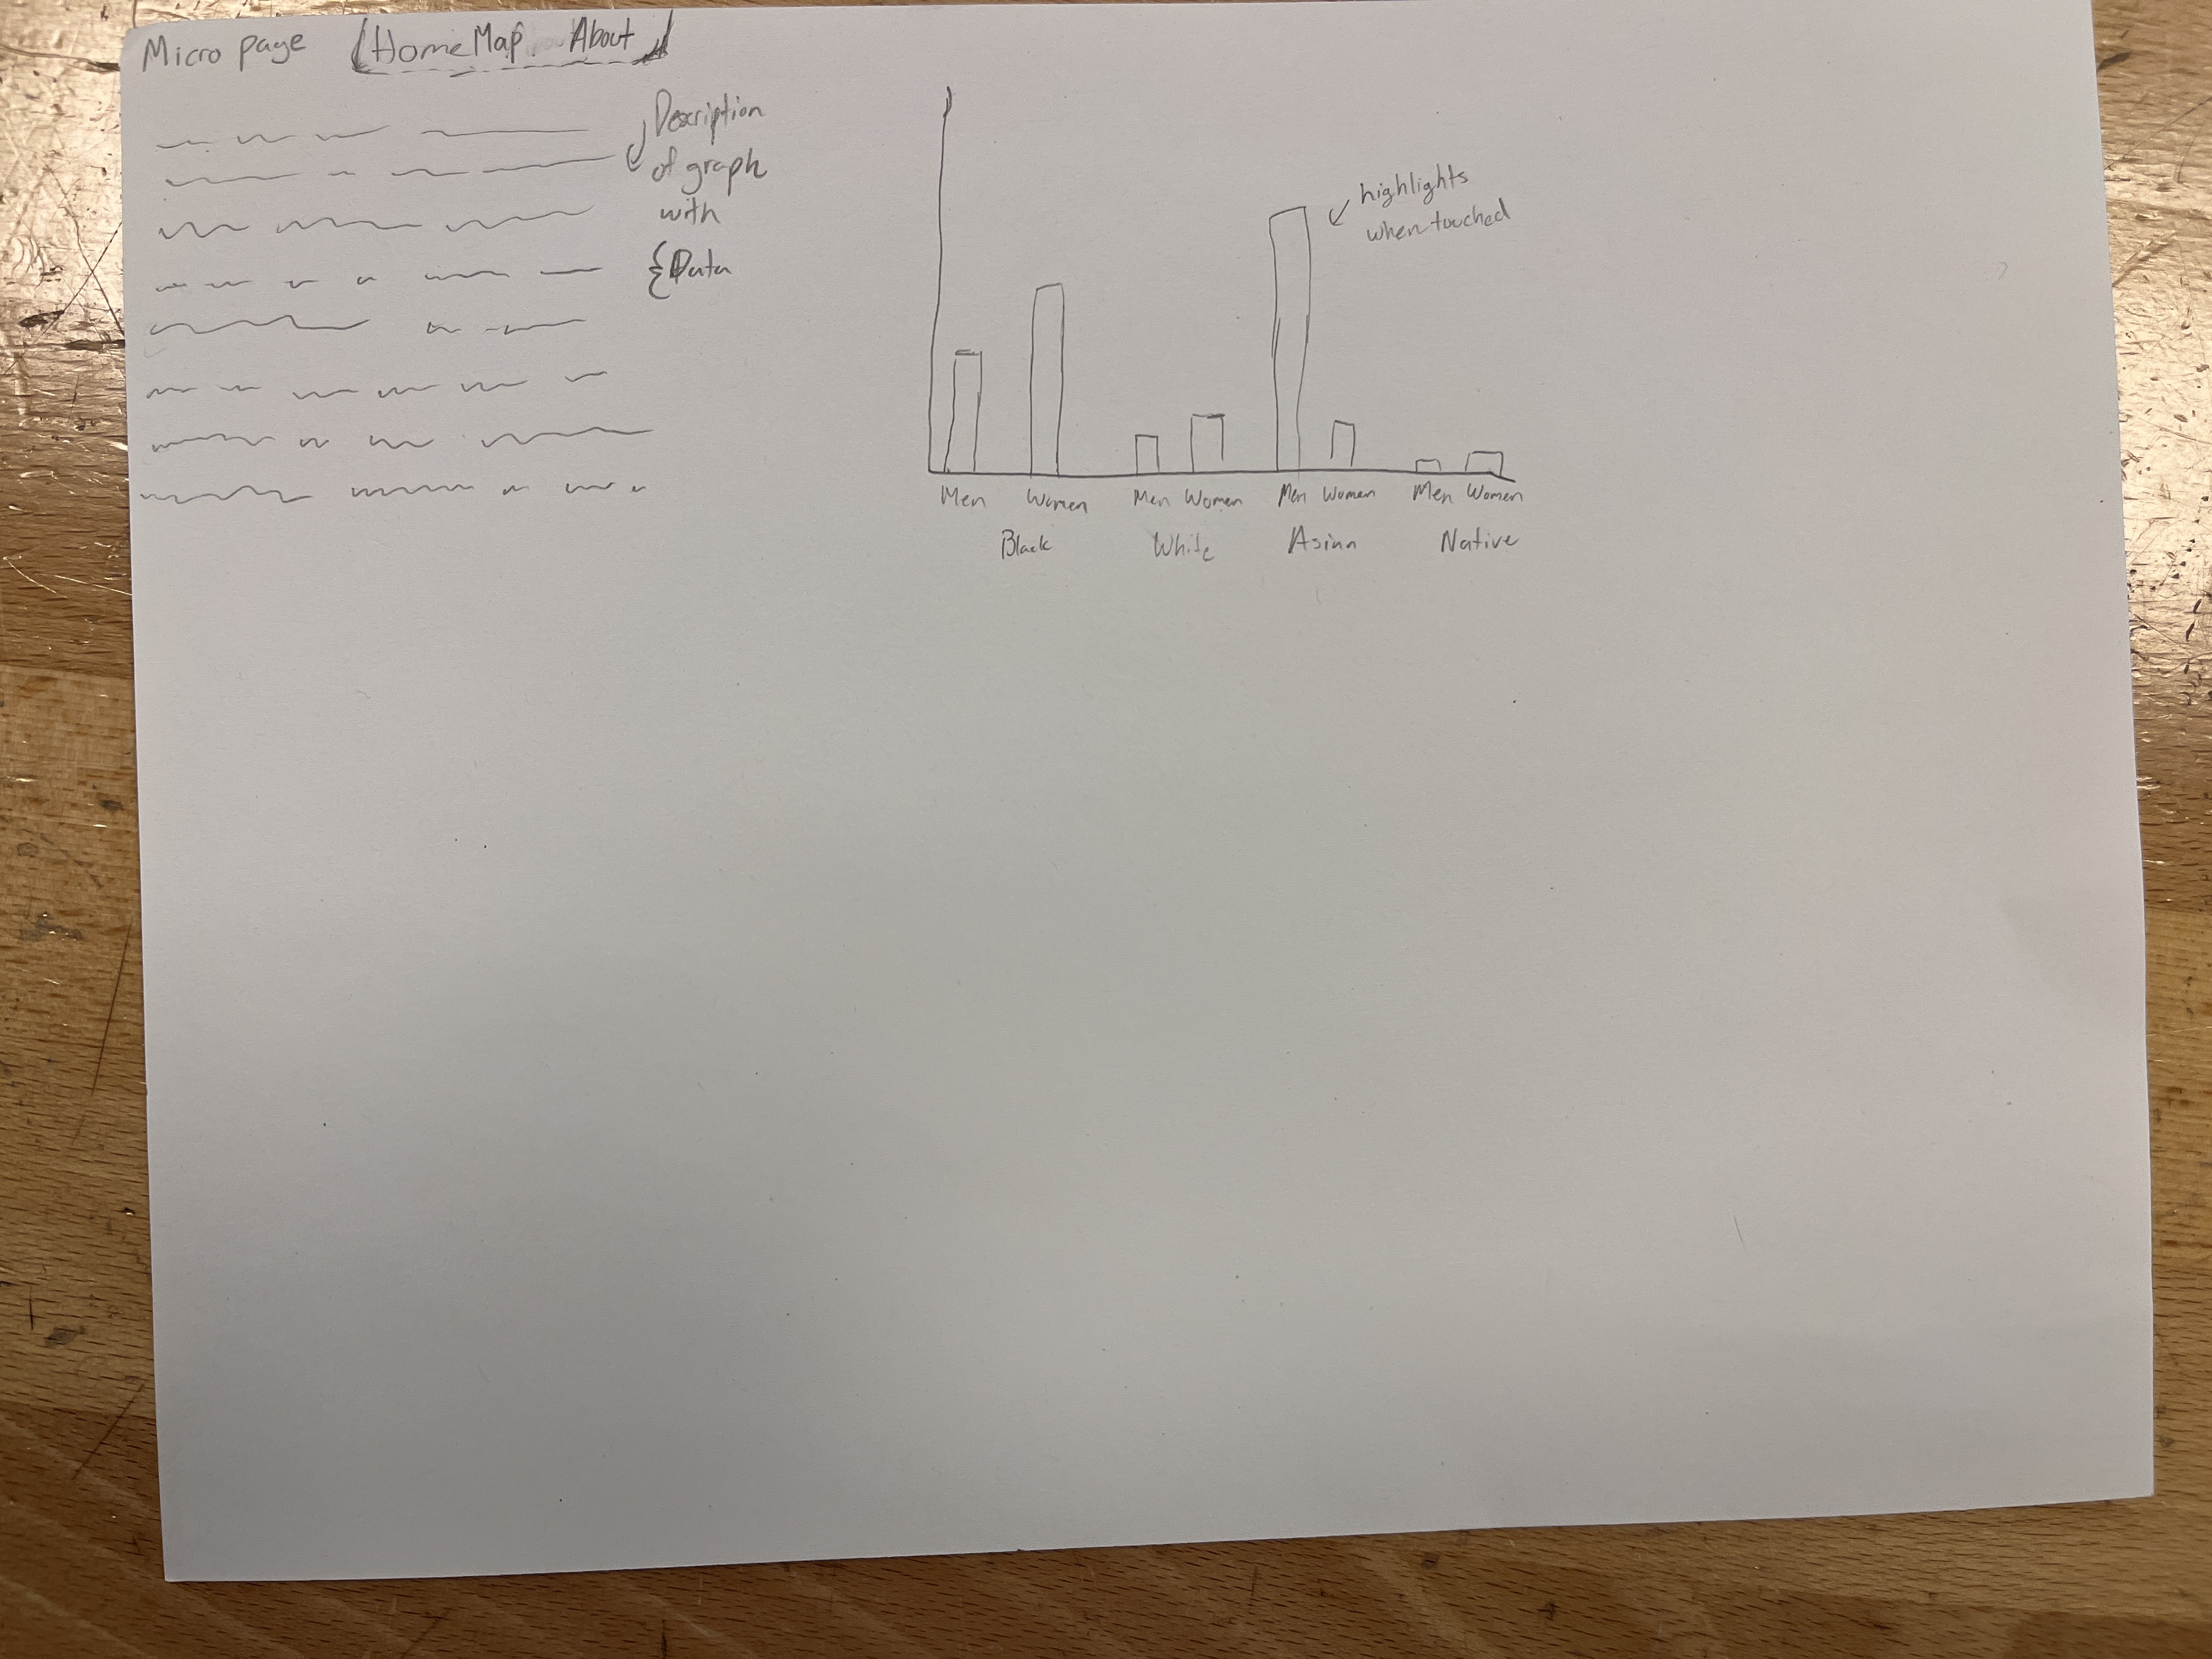 Micro page Home Map About
Description
of graph
with
Data
highlights
when touched
Men Women Men Women Men Women Men Women
Black White Asian Native